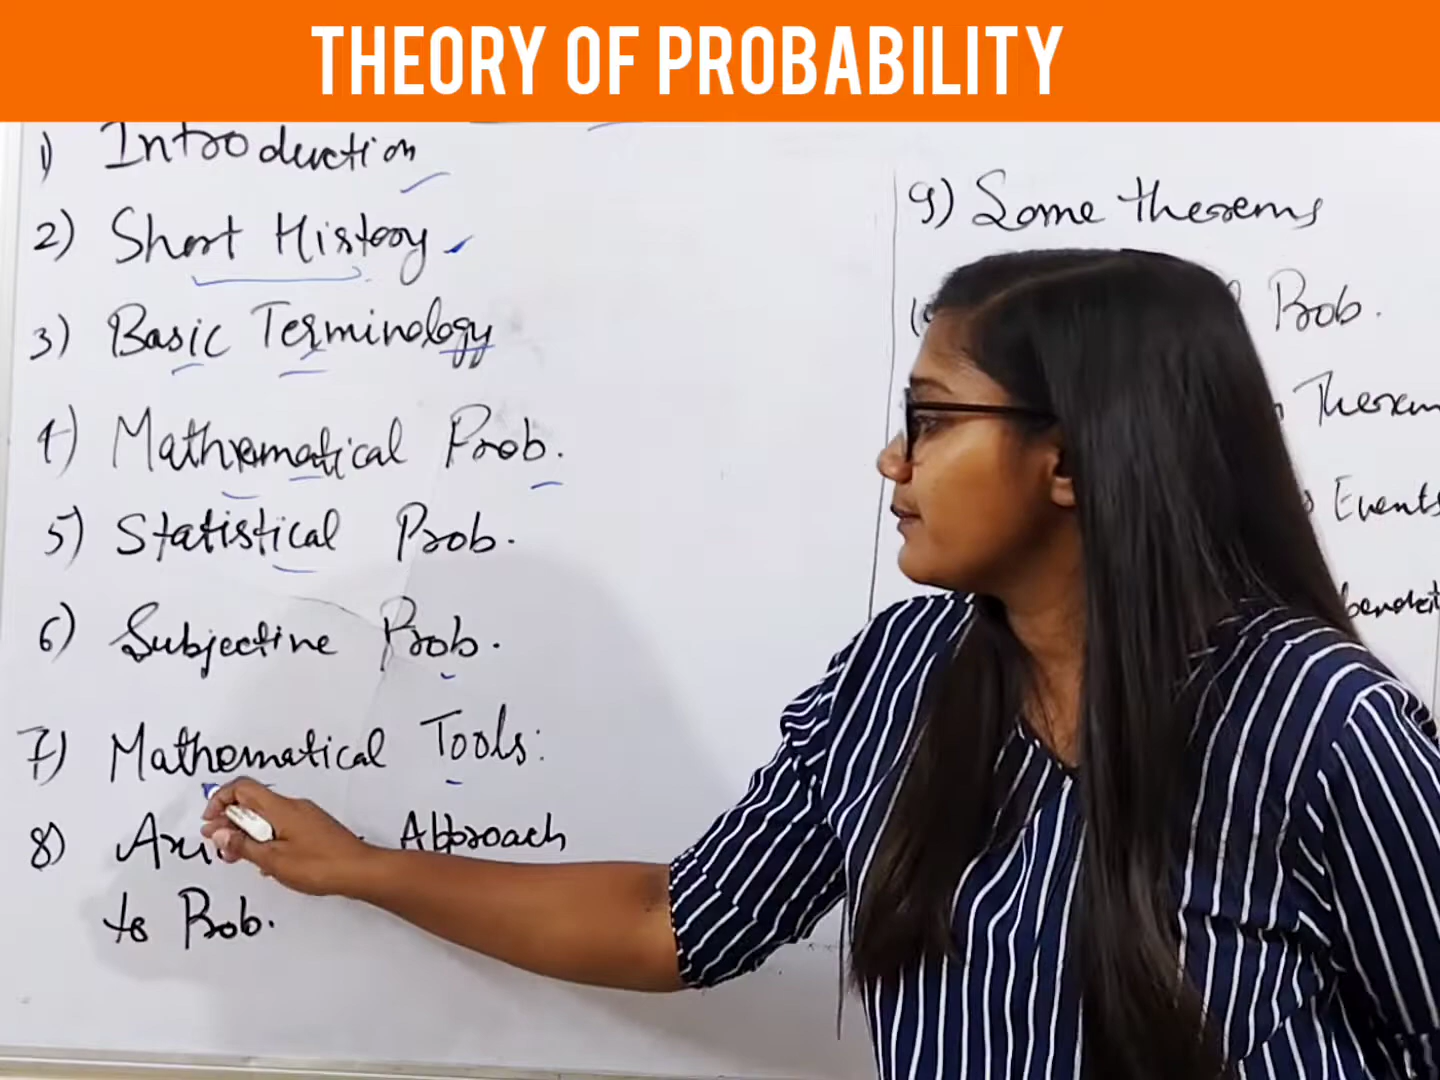 THEORY OF PROBABILITY
1) Introduction
2) Short History
3) Basic Terminology
4) Mathematical Prob.
5) Statistical Prob.
6) Subjective Prob.
7) Mathematical Tools:
8) Approach
to Prob.
9) Some theorems
Prob.
Theorem
Events